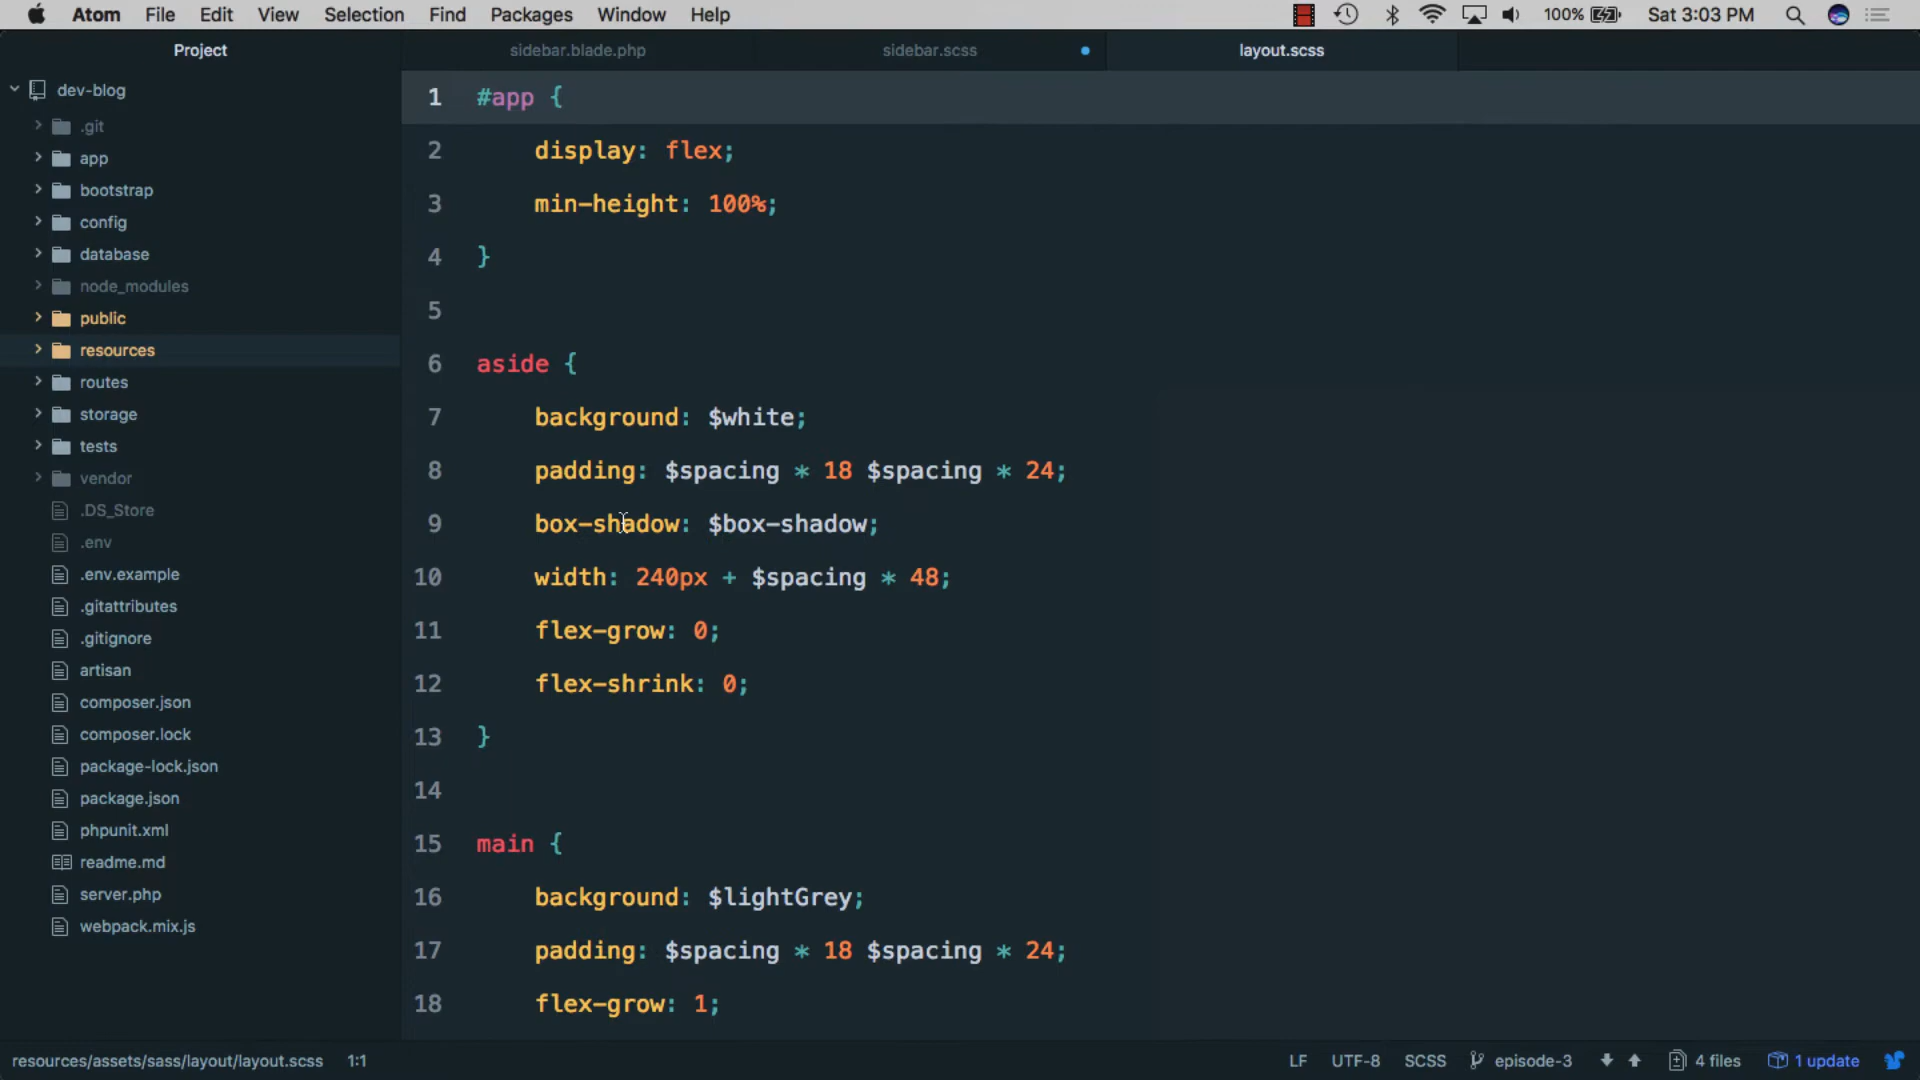 Atom File Edit View Selection Find Packages Window Help 100% Sat 3:03 PM
Project
sidebar.blade.php sidebar.scss layout.scss
dev-blog
.git
app
bootstrap
config
database
node_modules
public
resources
routes
storage
tests
vendor
.DS_Store
.env
.env.example
.gitattributes
.gitignore
artisan
composer.json
composer.lock
package-lock.json
package.json
phpunit.xml
readme.md
server.php
webpack.mix.js
1 #app {
2 display: flex;
3 min-height: 100%;
4 }
5
6 aside {
7 background: $white;
8 padding: $spacing * 18 $spacing * 24;
9 box-shadow: $box-shadow;
10 width: 240px + $spacing * 48;
11 flex-grow: 0;
12 flex-shrink: 0;
13 }
14
15 main {
16 background: $lightGrey;
17 padding: $spacing * 18 $spacing * 24;
18 flex-grow: 1;
resources/assets/sass/layout/layout.scss 1:1 LF UTF-8 SCSS episode-3 4 files 1 update